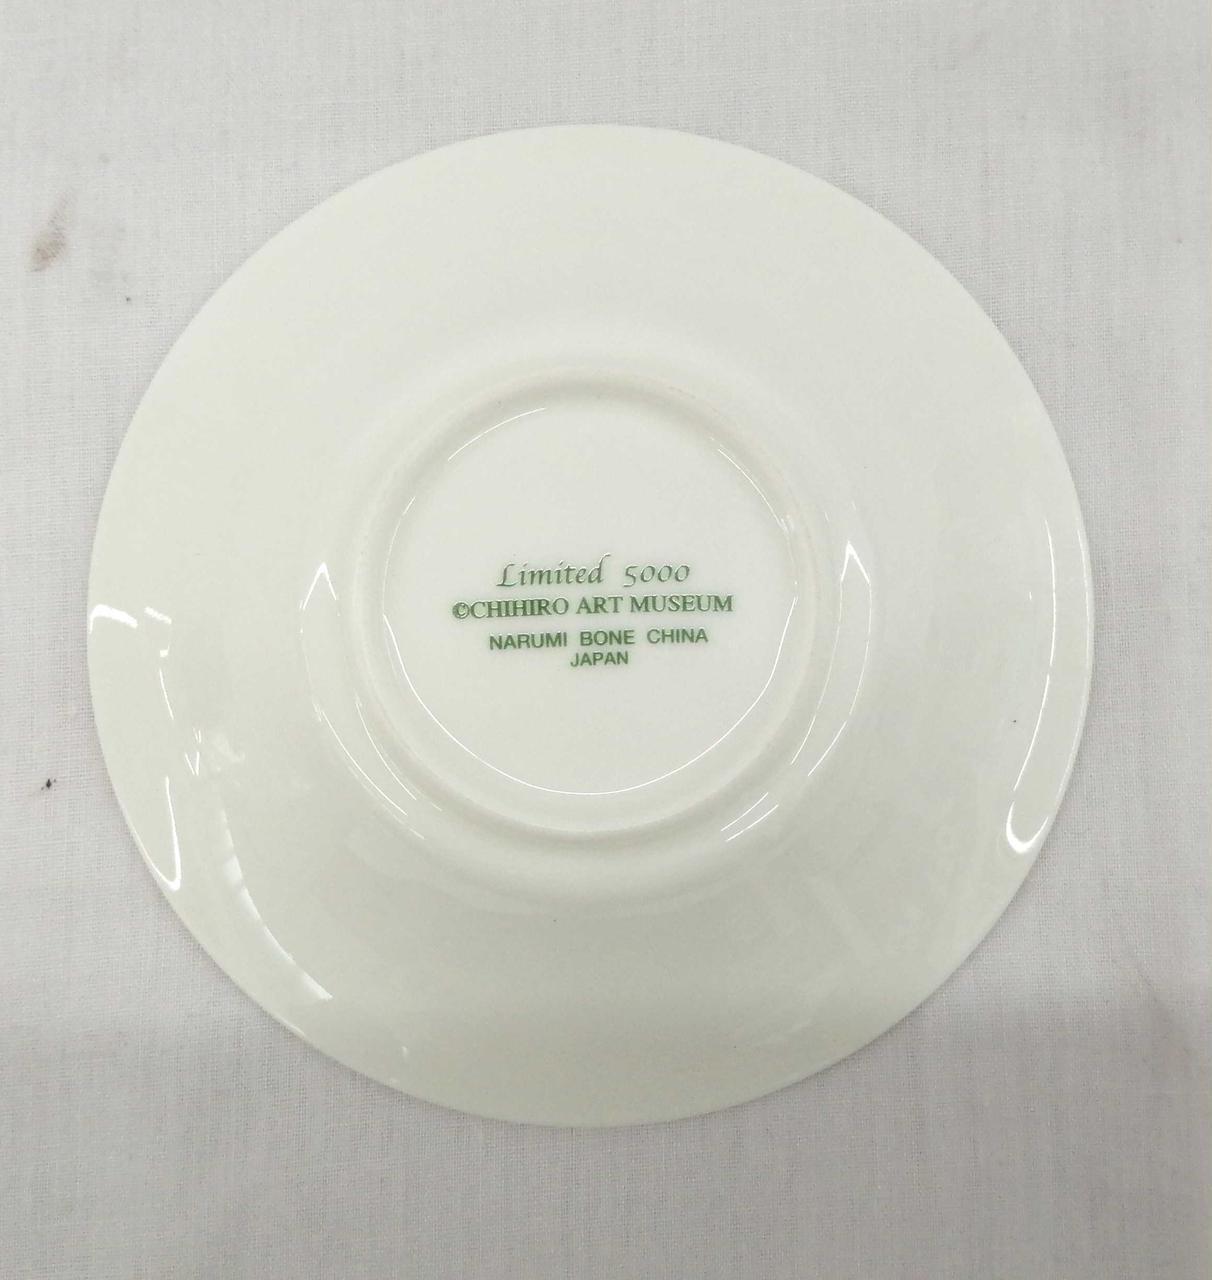 Limited 5000
©CHIHIRO ART MUSEUM
NARUMI BONE CHINA
JAPAN